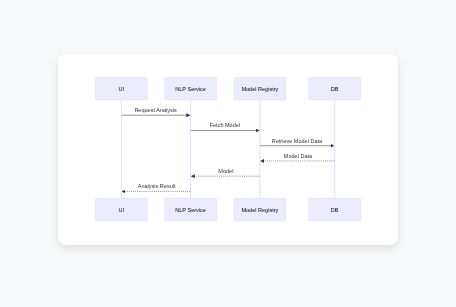 UI
NLP Service
Model Registry
DB
Request Analysis
Fetch Model
Retrieve Model Data
Model Data
Model
Analysis Result
UI
NLP Service
Model Registry
DB